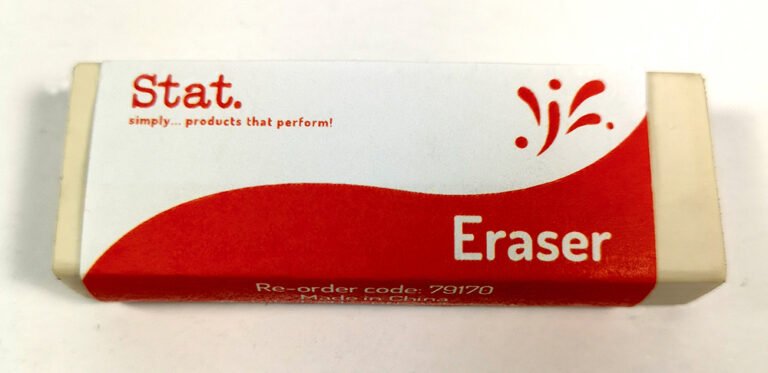 Stat.
simply... products that perform!
Eraser
Re-order code: 79170
Made in China